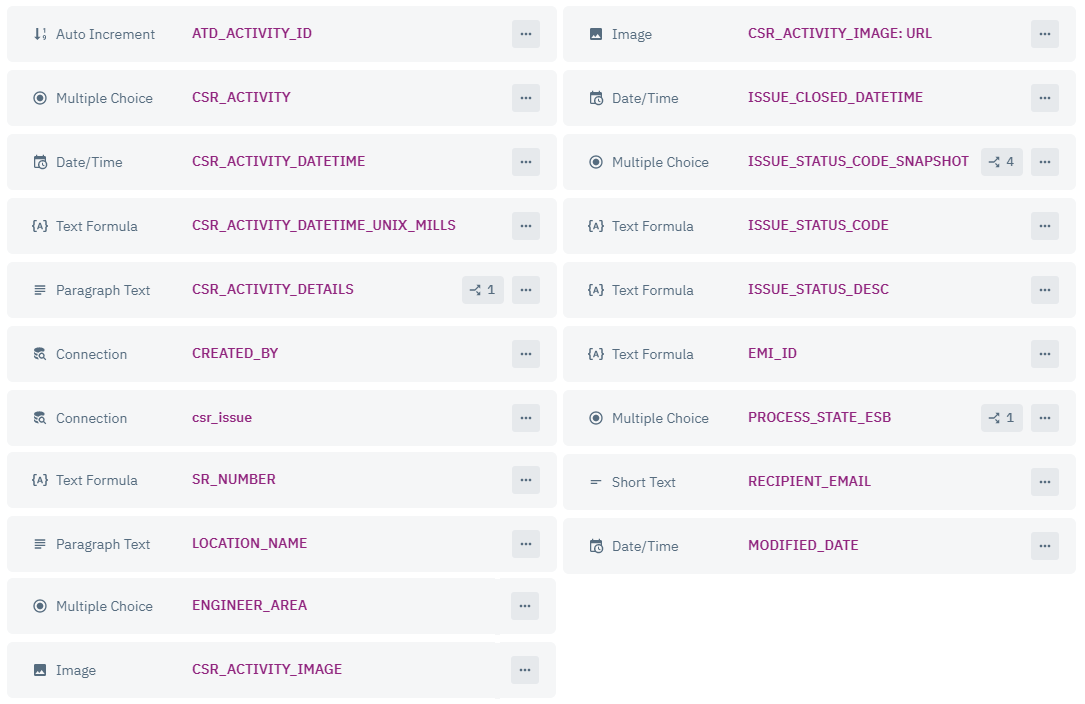 Auto Increment ATD_ACTIVITY_ID
Multiple Choice CSR_ACTIVITY
Date/Time CSR_ACTIVITY_DATETIME
{A} Text Formula CSR_ACTIVITY_DATETIME_UNIX_MILLS
Paragraph Text CSR_ACTIVITY_DETAILS 1
Connection CREATED_BY
Connection csr_issue
{A} Text Formula SR_NUMBER
Paragraph Text LOCATION_NAME
Multiple Choice ENGINEER_AREA
Image CSR_ACTIVITY_IMAGE
Image CSR_ACTIVITY_IMAGE: URL
Date/Time ISSUE_CLOSED_DATETIME
Multiple Choice ISSUE_STATUS_CODE_SNAPSHOT 4
{A} Text Formula ISSUE_STATUS_CODE
{A} Text Formula ISSUE_STATUS_DESC
{A} Text Formula EMI_ID
Multiple Choice PROCESS_STATE_ESB 1
Short Text RECIPIENT_EMAIL
Date/Time MODIFIED_DATE